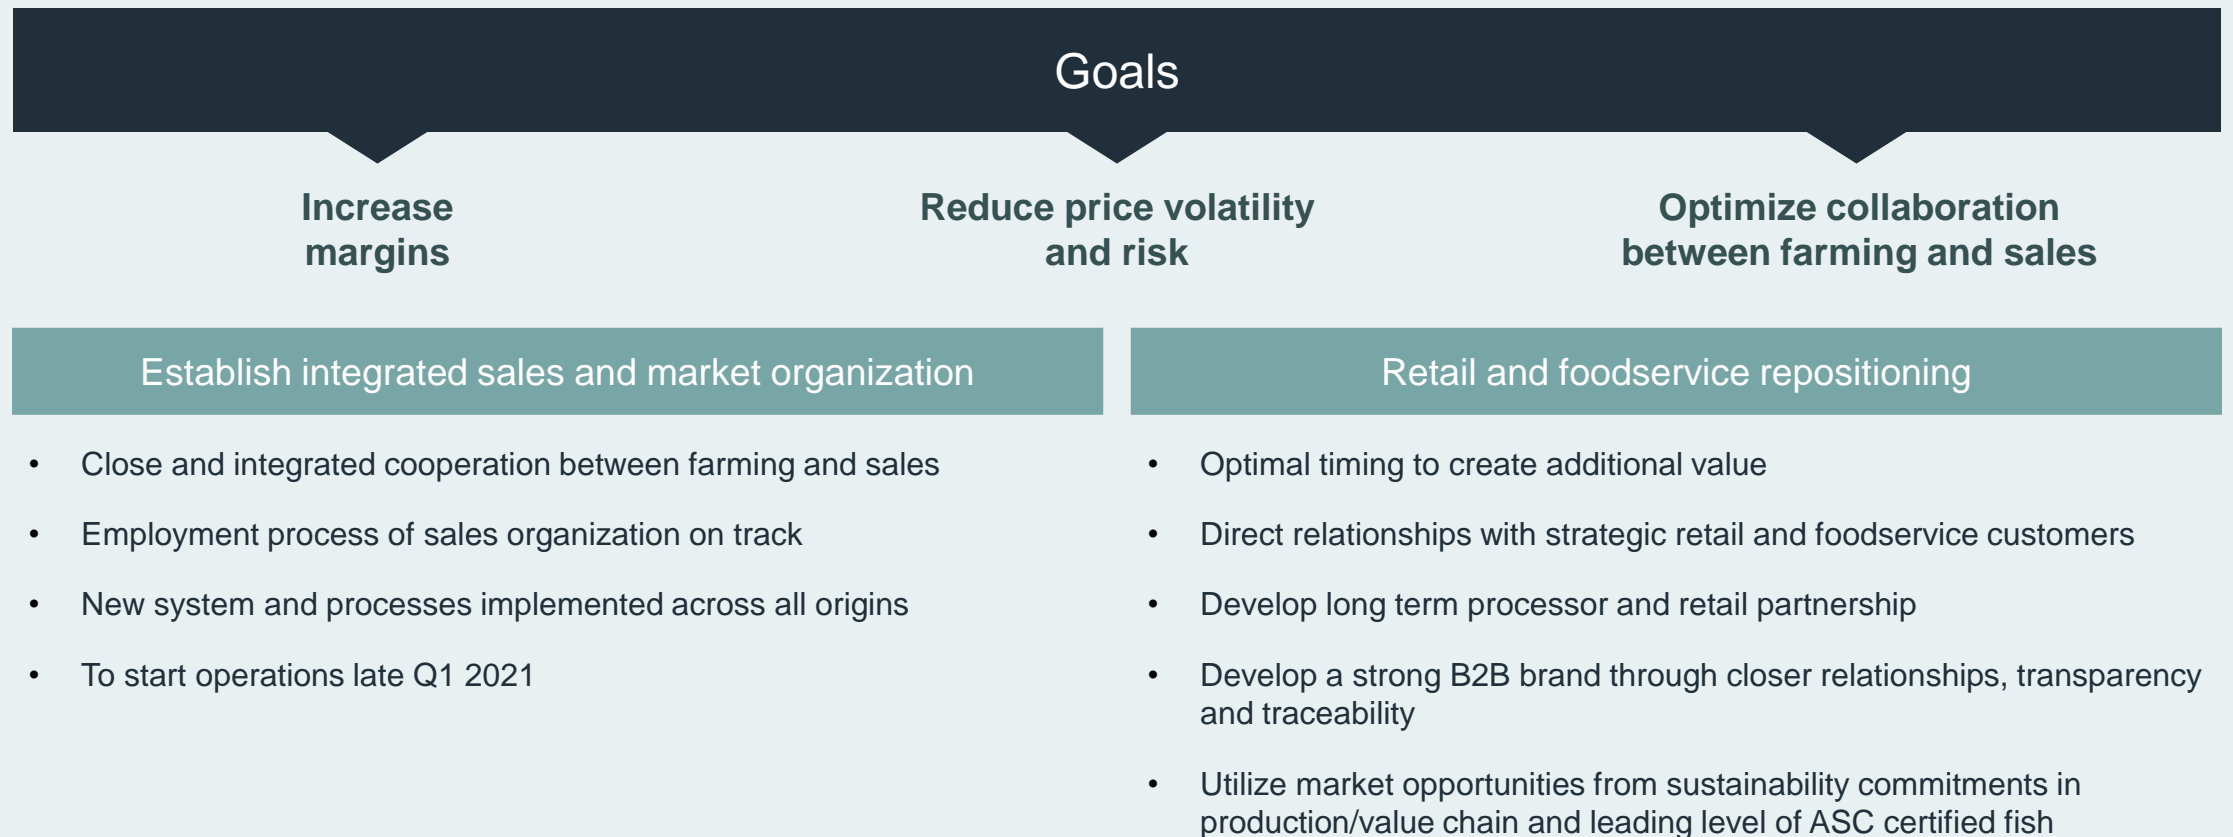 Goals
Increase
margins
Reduce price volatility
and risk
Optimize collaboration
between farming and sales
Establish integrated sales and market organization
• Close and integrated cooperation between farming and sales
• Employment process of sales organization on track
• New system and processes implemented across all origins
• To start operations late Q1 2021
Retail and foodservice repositioning
• Optimal timing to create additional value
• Direct relationships with strategic retail and foodservice customers
• Develop long term processor and retail partnership
• Develop a strong B2B brand through closer relationships, transparency
and traceability
• Utilize market opportunities from sustainability commitments in
production/value chain and leading level of ASC certified fish